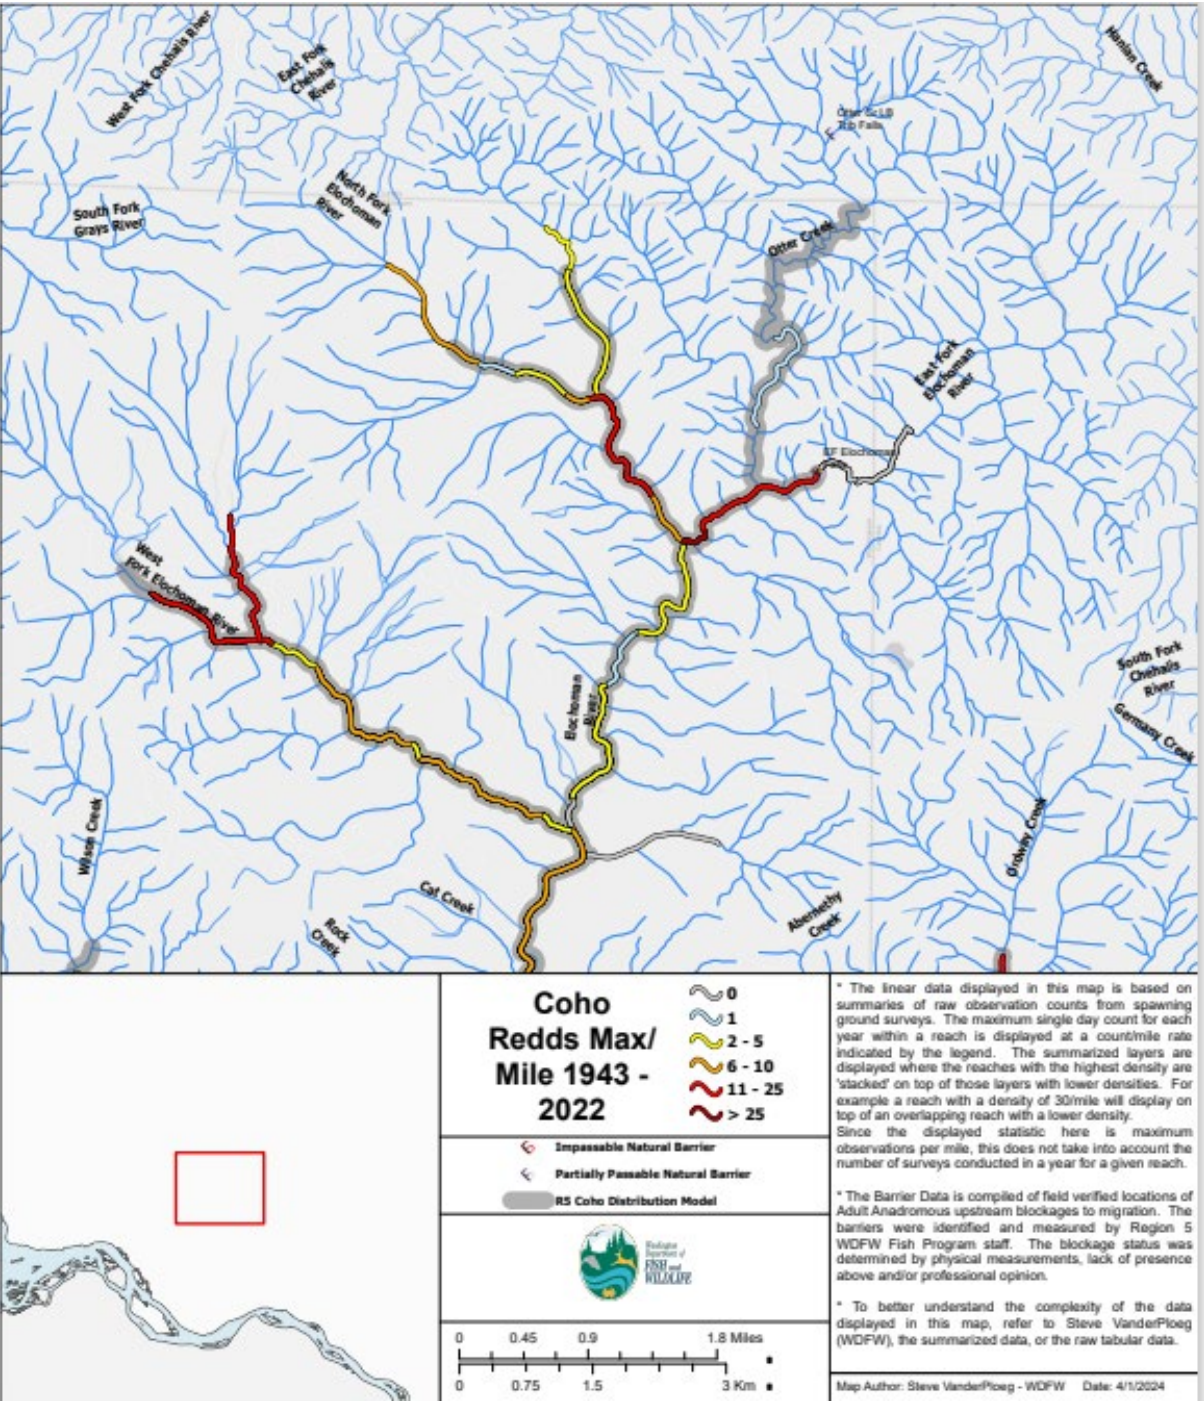 West Fork Chehalis River
East Fork
Chehalis
River
Hamlin Creek
Trib Falls
North Fork
Elochoman
River
South Fork
Grays River
Otter Creek
East Fork
Elochoman
River
EF Elochoman
West
Fork Elochoman River
South Fork
Chehalis
River
Germany Creek
Elochoman
River
Wilson Creek
Ordway Creek
Cat Creek
Rock
Creek
Abernethy
Creek
Coho
Redds Max/
Mile 1943 -
2022
0
1
2 - 5
6 - 10
11 - 25
> 25
Impassable Natural Barrier
Partially Passable Natural Barrier
R5 Coho Distribution Model
Washington
Department of
FISH and
WILDLIFE
0 0.45 0.9 1.8 Miles
0 0.75 1.5 3 Km
* The linear data displayed in this map is based on
summaries of raw observation counts from spawning
ground surveys. The maximum single day count for each
year within a reach is displayed at a count/mile rate
indicated by the legend. The summarized layers are
displayed where the reaches with the highest density are
'stacked' on top of those layers with lower densities. For
example a reach with a density of 30/mile will display on
top of an overlapping reach with a lower density.
Since the displayed statistic here is maximum
observations per mile, this does not take into account the
number of surveys conducted in a year for a given reach.
* The Barrier Data is compiled of field verified locations of
Adult Anadromous upstream blockages to migration. The
barriers were identified and measured by Region 5
WDFW Fish Program staff. The blockage status was
determined by physical measurements, lack of presence
above and/or professional opinion.
* To better understand the complexity of the data
displayed in this map, refer to Steve VanderPloeg
(WDFW), the summarized data, or the raw tabular data.
Map Author: Steve VanderPloeg - WDFW Date: 4/1/2024